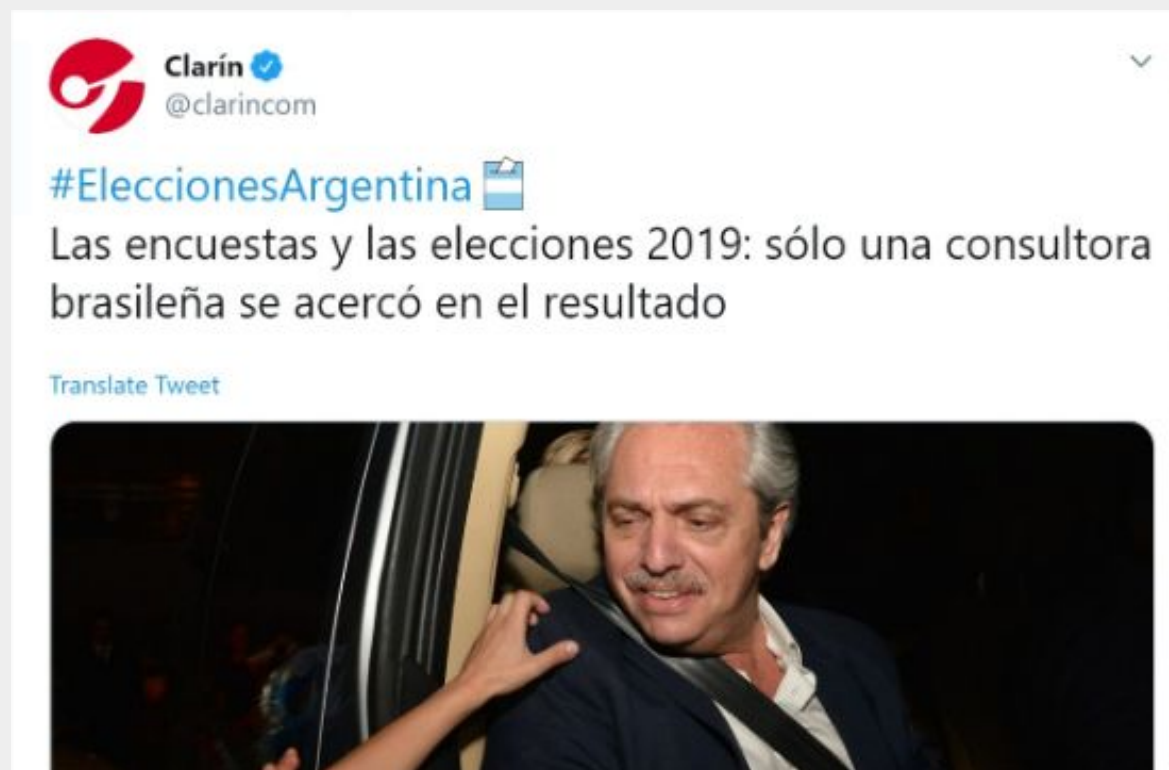 Clarín
@clarincom
#EleccionesArgentina
Las encuestas y las elecciones 2019: sólo una consultora
brasileña se acercó en el resultado
Translate Tweet